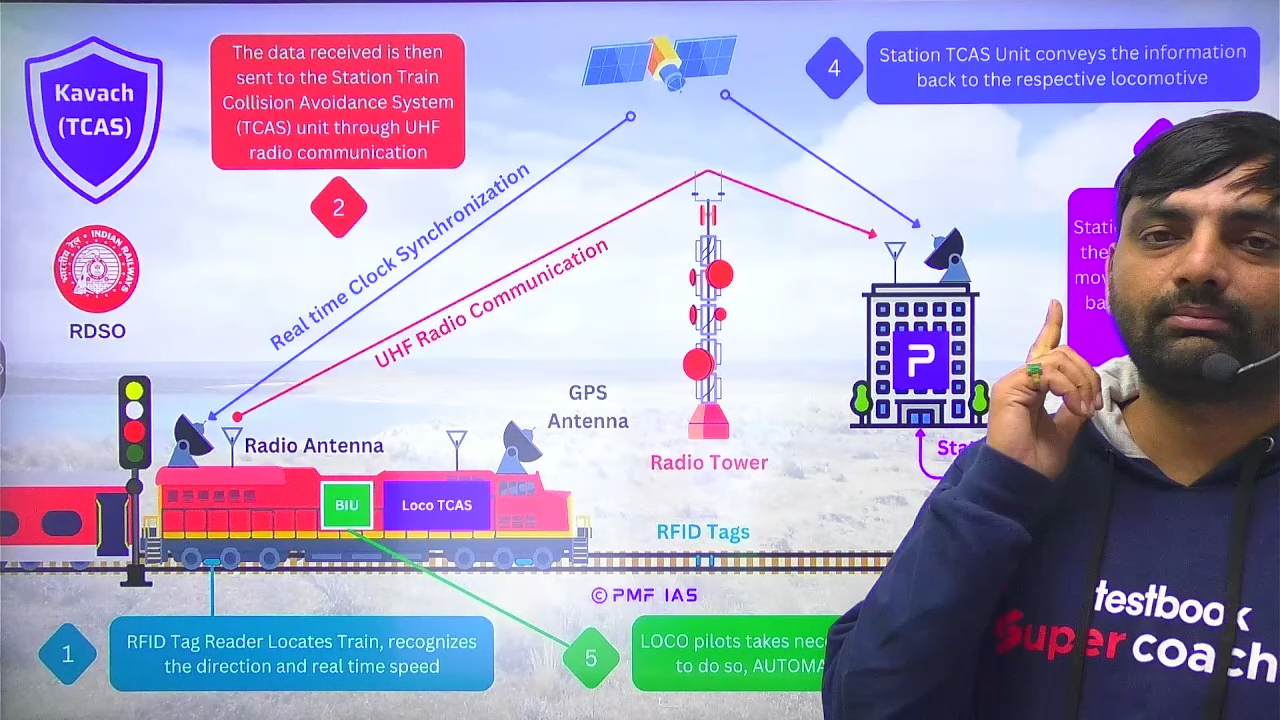 Kavach
(TCAS)
The data received is then
sent to the Station Train
Collision Avoidance System
(TCAS) unit through UHF
radio communication
2
4
Station TCAS Unit conveys the information
back to the respective locomotive
भारतीय रेल • INDIAN RAILWAYS
RDSO
Real time Clock Synchronization
UHF Radio Communication
GPS
Antenna
Radio Antenna
Radio Tower
P
the
BIU
Loco TCAS
RFID Tags
© PMF IAS
1
RFID Tag Reader Locates Train, recognizes
the direction and real time speed
5
LOCO pilots takes
to do so,
testbook
Super coach